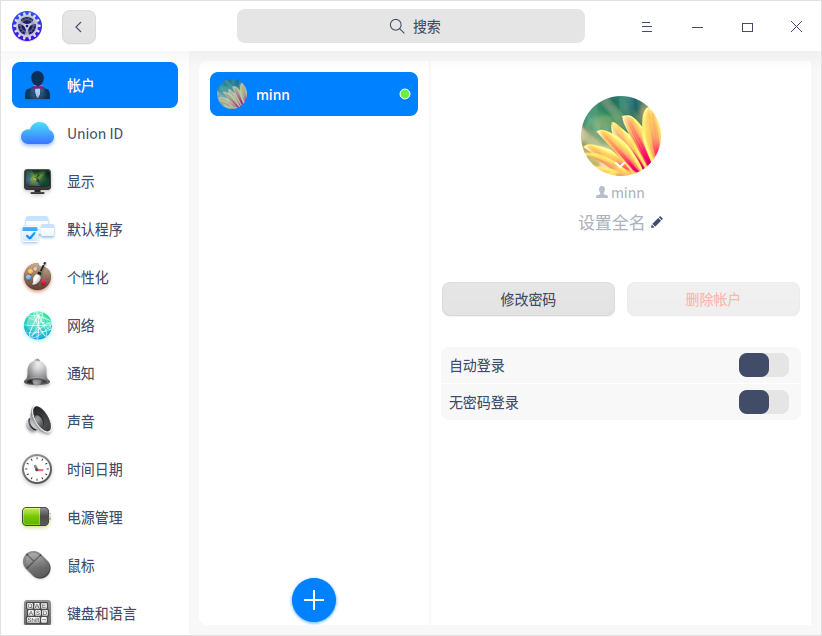 搜索
帐户
Union ID
显示
默认程序
个性化
网络
通知
声音
时间日期
电源管理
鼠标
键盘和语言
minn
minn
设置全名
修改密码
删除帐户
自动登录
无密码登录